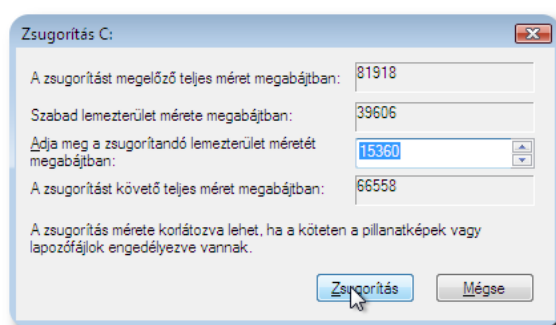 Zsugorítás C:
A zsugorítást megelőző teljes méret megabájtban: 81918
Szabad lemezterület mérete megabájtban: 39606
Adja meg a zsugorítandó lemezterület méretét
megabájtban: 15360
A zsugorítást követő teljes méret megabájtban: 66558
A zsugorítás mérete korlátozva lehet, ha a köteten a pillanatképek vagy
lapozófájlok engedélyezve vannak.
Zsugorítás Mégse